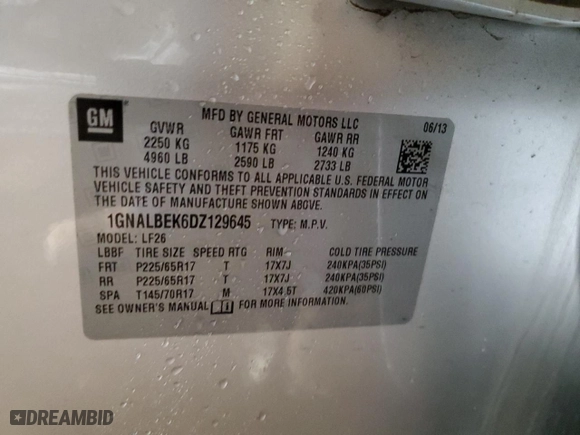 GM
MFD BY GENERAL MOTORS LLC
06/13
GVWR GAWR FRT GAWR RR
2250 KG 1175 KG 1240 KG
4960 LB 2590 LB 2733 LB
THIS VEHICLE CONFORMS TO ALL APPLICABLE U.S. FEDERAL MOTOR
VEHICLE SAFETY AND THEFT PREVENTION STANDARDS IN EFFECT ON
THE DATE OF MANUFACTURE SHOWN ABOVE.
1GNALBEK6DZ129645 TYPE: M.P.V.
MODEL: LF26
LBBF TIRE SIZE SPEED RTG RIM COLD TIRE PRESSURE
FRT P225/65R17 T 17X7J 240KPA(35PSI)
RR P225/65R17 T 17X7J 240KPA(35PSI)
SPA T145/70R17 M 17X4.5T 420KPA(60PSI)
SEE OWNER'S MANUAL FOR MORE INFORMATION.
DREAMBID